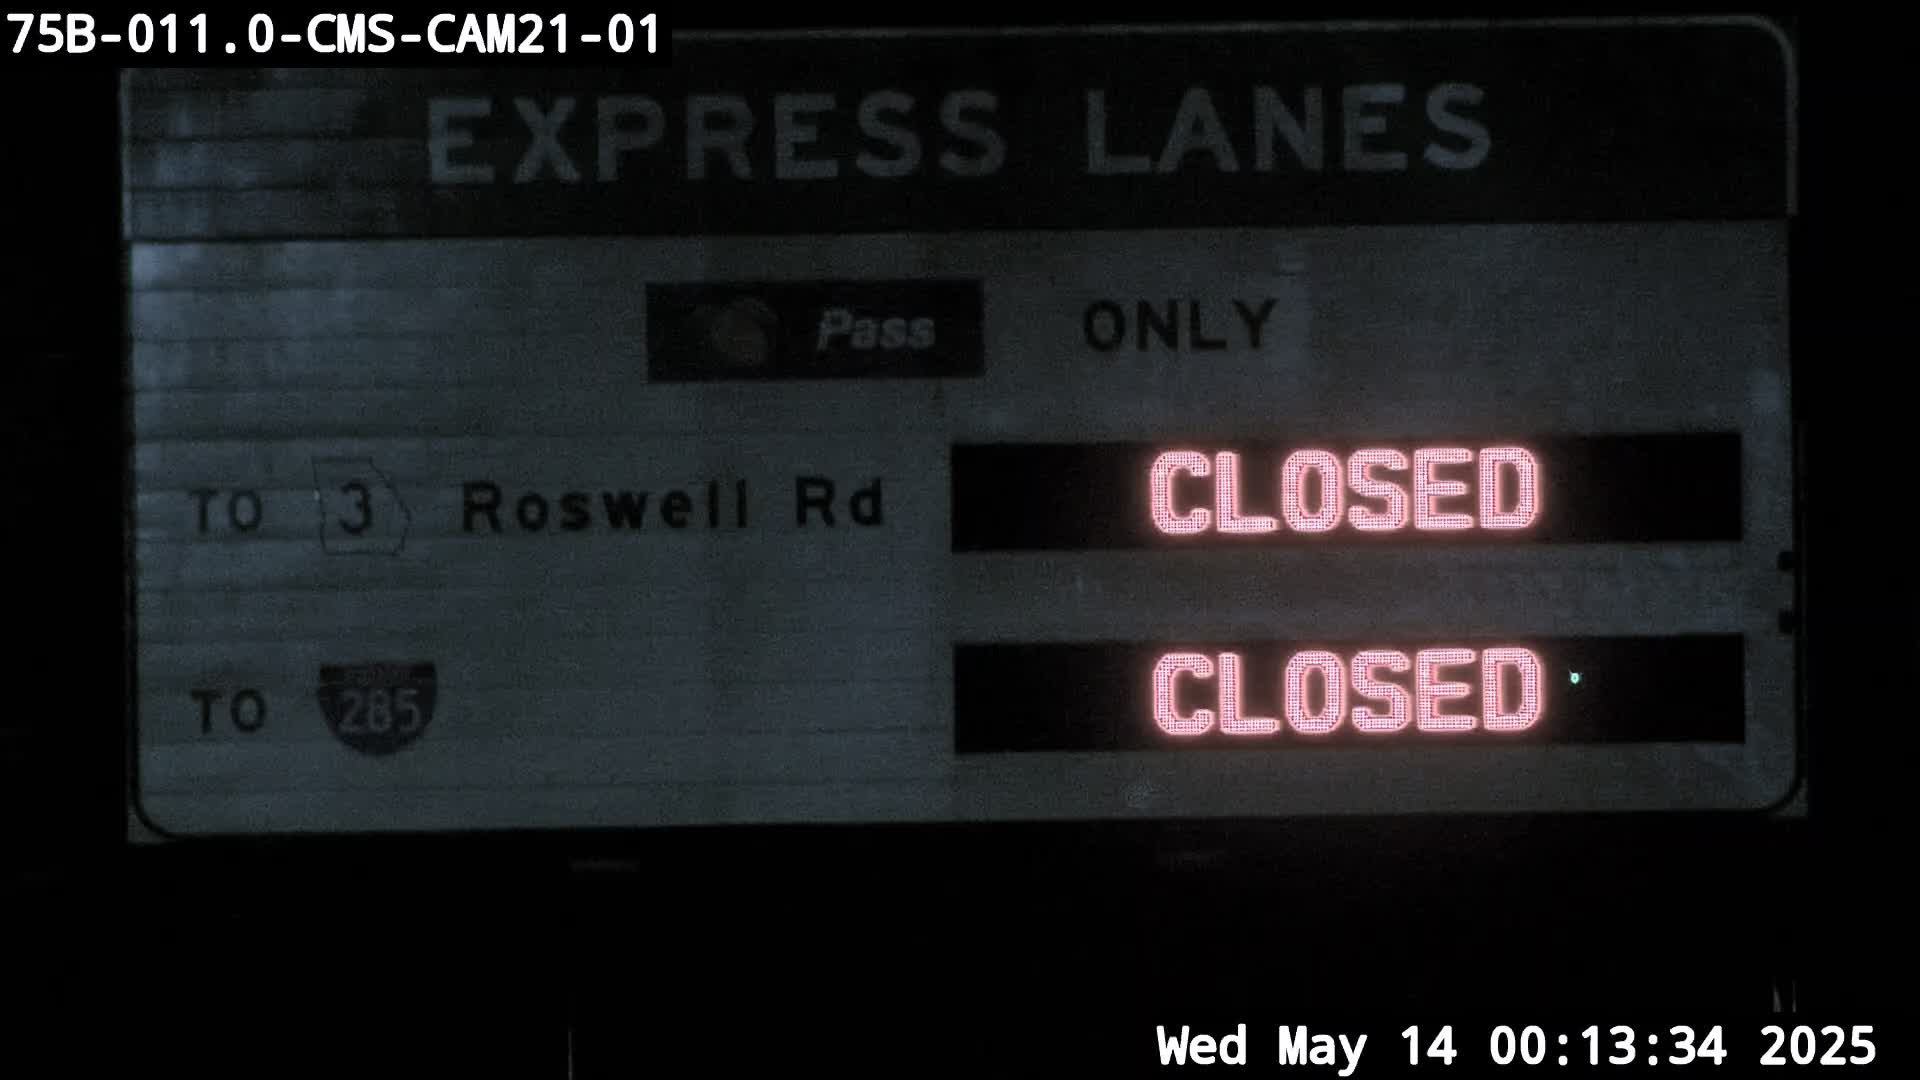 75B-011.0-CMS-CAM21-01
EXPRESS LANES
Pass ONLY
TO 3 Roswell Rd CLOSED
TO 285 CLOSED
Wed May 14 00:13:34 2025